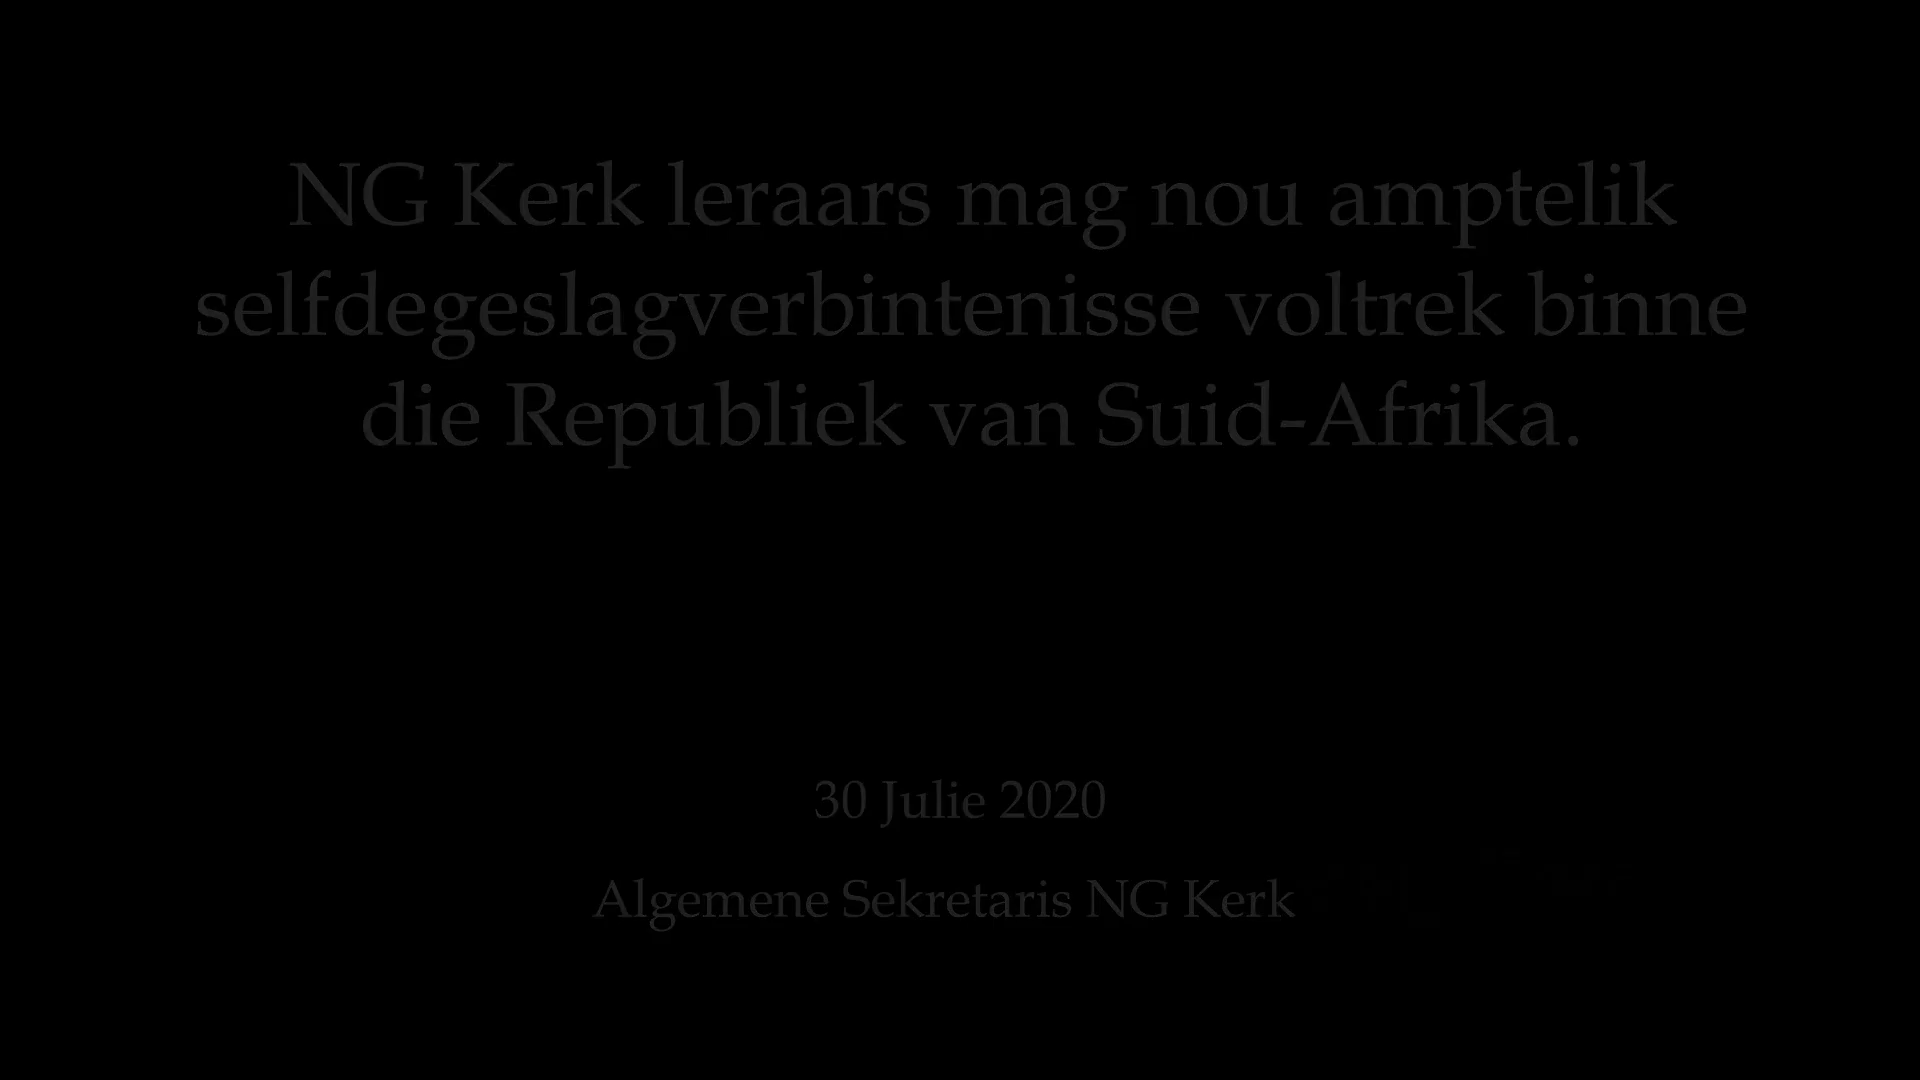 NG Kerk leraars mag nou amptelik
selfdegeslagverbintenisse voltrek binne
die Republiek van Suid-Afrika.
30 Julie 2020
Algemene Sekretaris NG Kerk